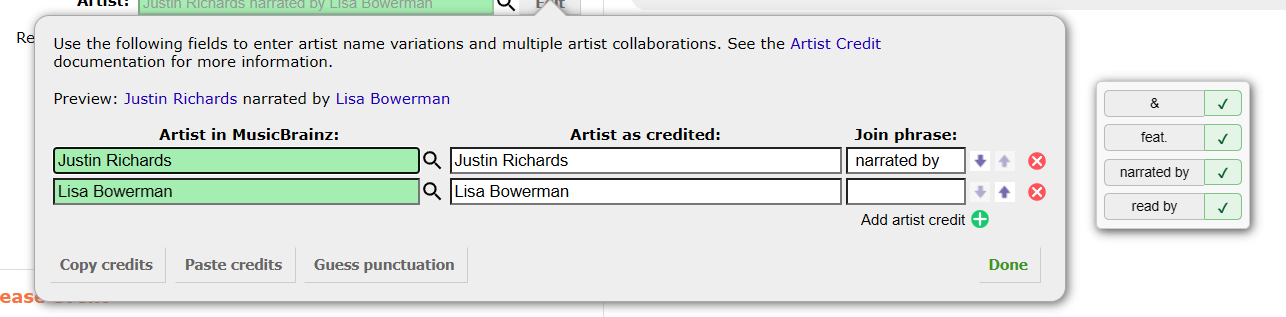 Artist: Justin Richards narrated by Lisa Bowerman Edit
Re
Use the following fields to enter artist name variations and multiple artist collaborations. See the Artist Credit
documentation for more information.
Preview: Justin Richards narrated by Lisa Bowerman
Artist in MusicBrainz: Artist as credited: Join phrase:
Justin Richards Justin Richards narrated by
Lisa Bowerman Lisa Bowerman
Add artist credit
Copy credits Paste credits Guess punctuation Done
&
feat.
narrated by
read by